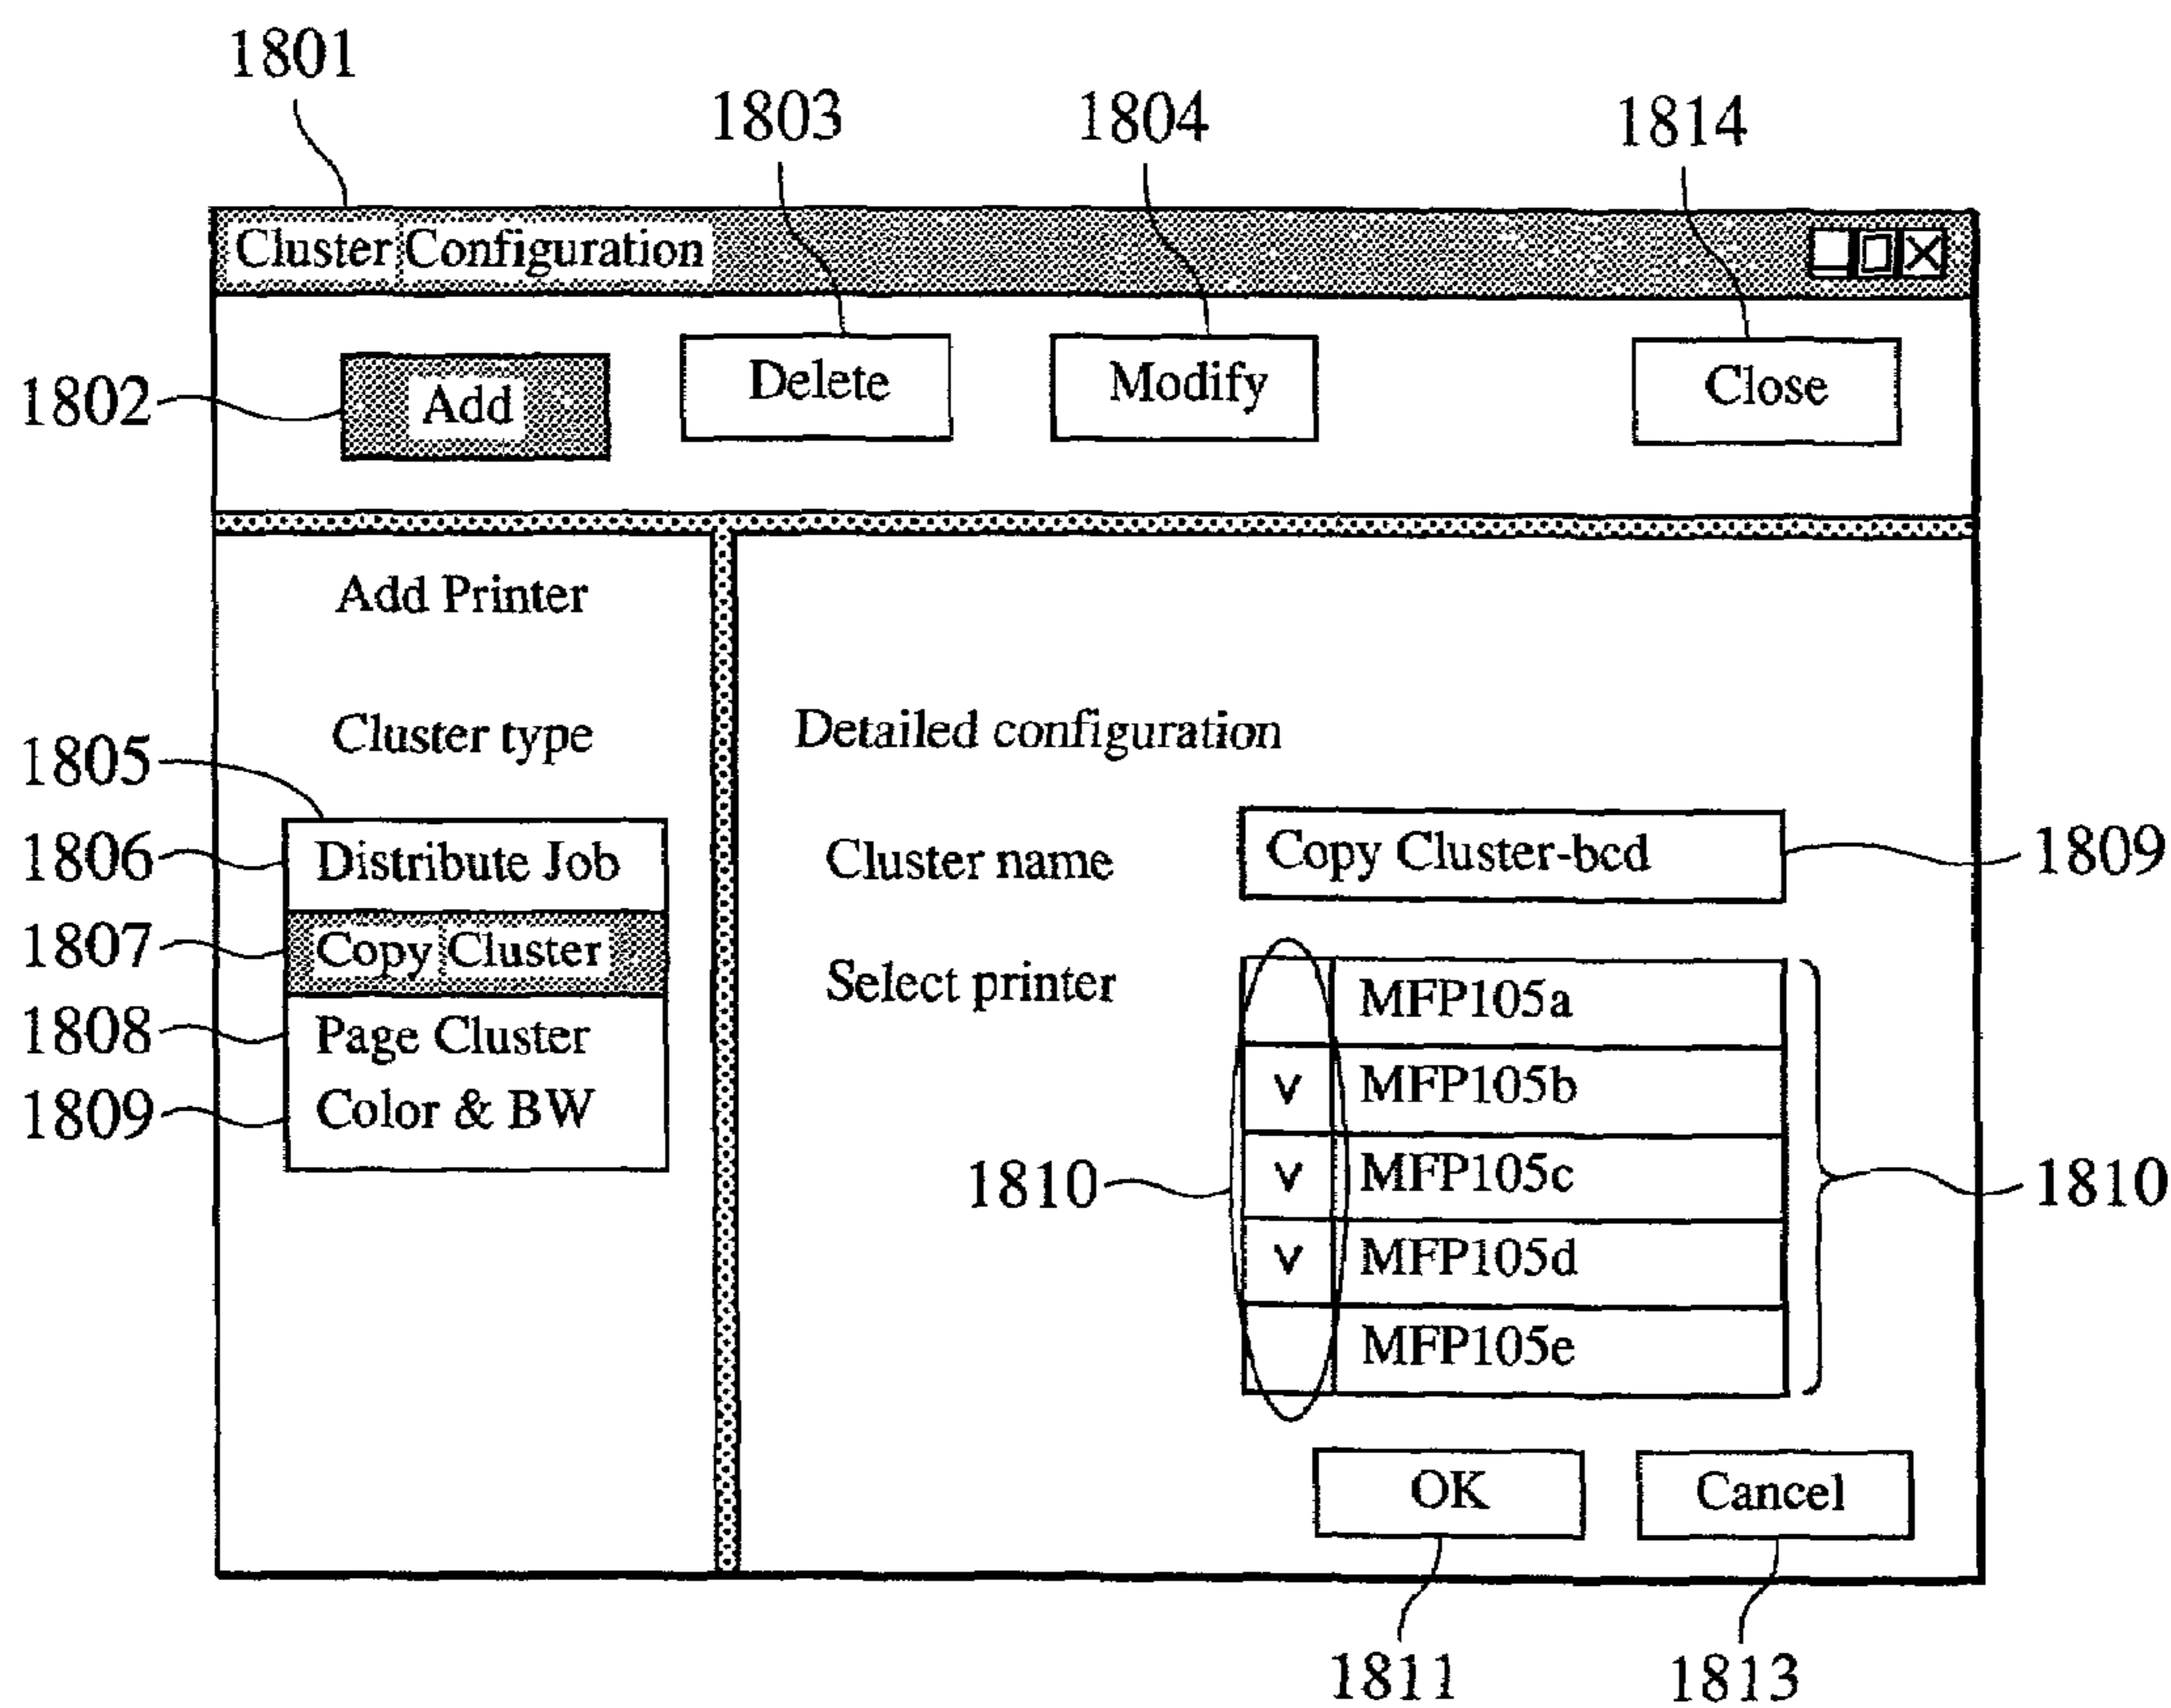 1801
1803
1804
1814
Cluster Configuration
1802
Add
Delete
Modify
Close
Add Printer
Cluster type
1805
1806
Distribute Job
1807
Copy Cluster
1808
Page Cluster
1809
Color & BW
Detailed configuration
Cluster name
Copy Cluster-bcd
1809
Select printer
MFP105a
v MFP105b
v MFP105c
v MFP105d
MFP105e
1810
1810
OK
Cancel
1811
1813